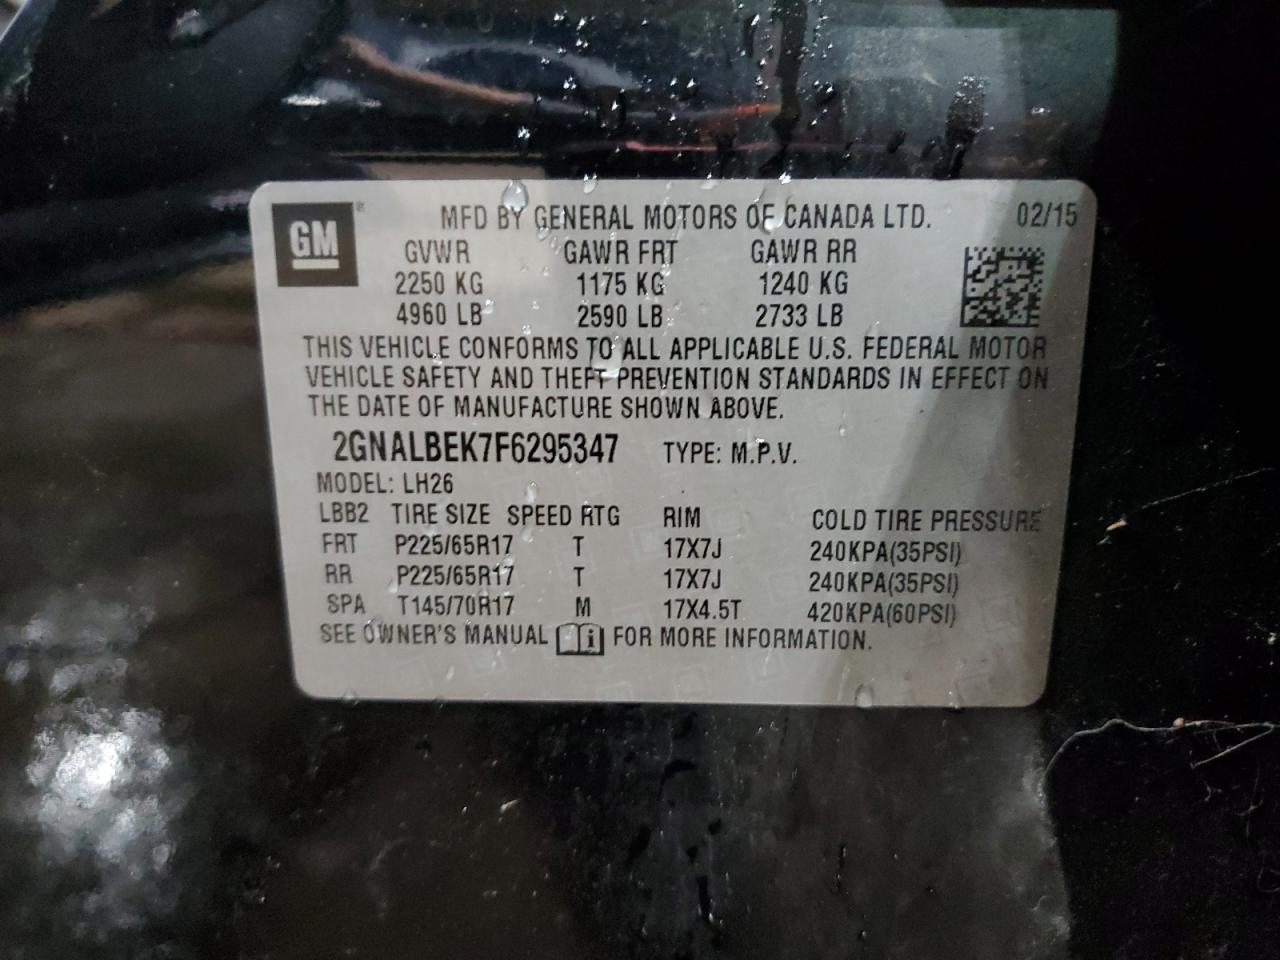 GM ® MFD BY GENERAL MOTORS OF CANADA LTD. 02/15
GVWR GAWR FRT GAWR RR
2250 KG 1175 KG 1240 KG
4960 LB 2590 LB 2733 LB
THIS VEHICLE CONFORMS TO ALL APPLICABLE U.S. FEDERAL MOTOR
VEHICLE SAFETY AND THEFT PREVENTION STANDARDS IN EFFECT ON
THE DATE OF MANUFACTURE SHOWN ABOVE.
2GNALBEK7F6295347 TYPE: M.P.V.
MODEL: LH26
LBB2 TIRE SIZE SPEED RTG RIM COLD TIRE PRESSURE
FRT P225/65R17 T 17X7J 240KPA(35PSI)
RR P225/65R17 T 17X7J 240KPA(35PSI)
SPA T145/70R17 M 17X4.5T 420KPA(60PSI)
SEE OWNER'S MANUAL i FOR MORE INFORMATION.